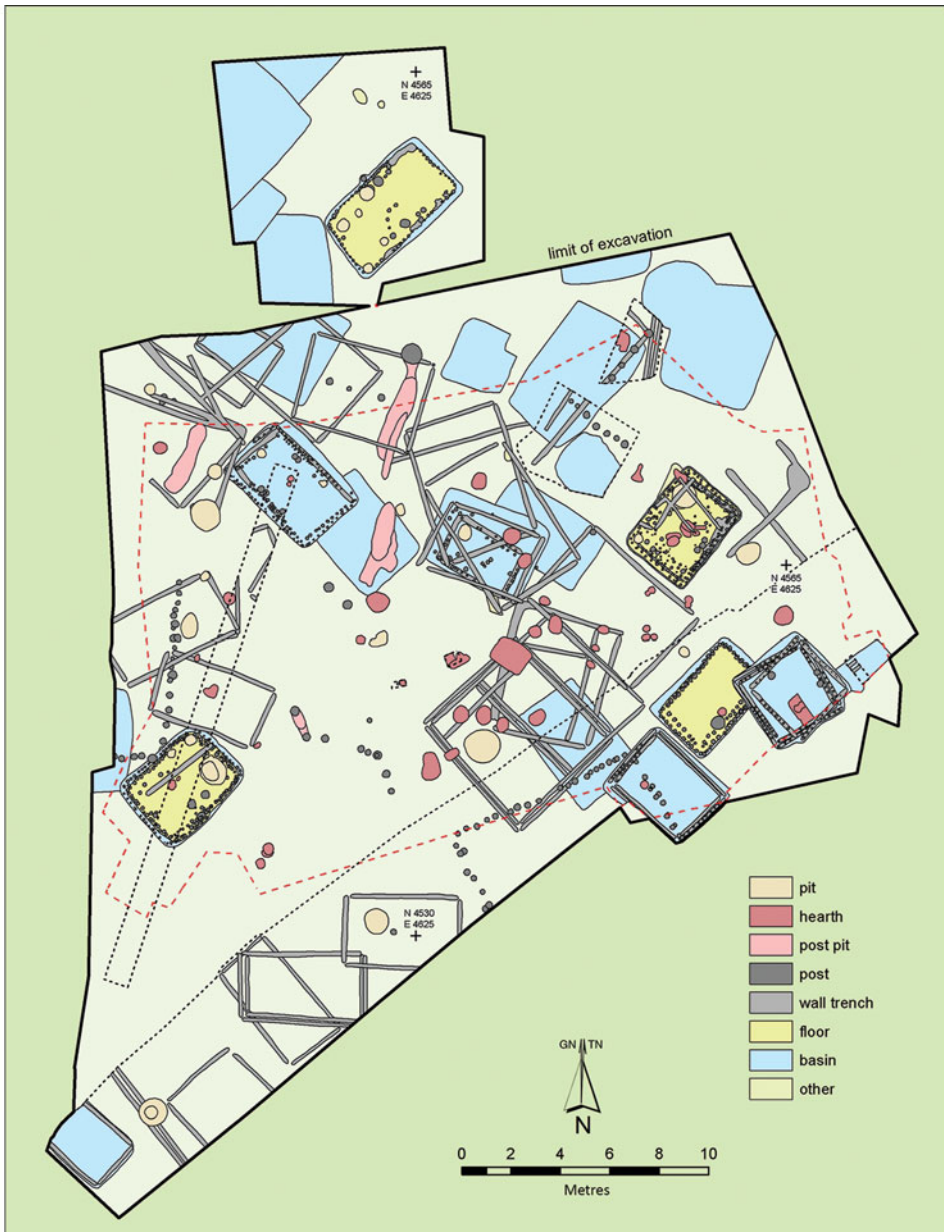 N 4565
E 4625
limit of excavation
N 4565
E 4625
N 4530
E 4625
pit
hearth
post pit
post
wall trench
floor
basin
other
GN TN
N
0 2 4 6 8 10
Metres